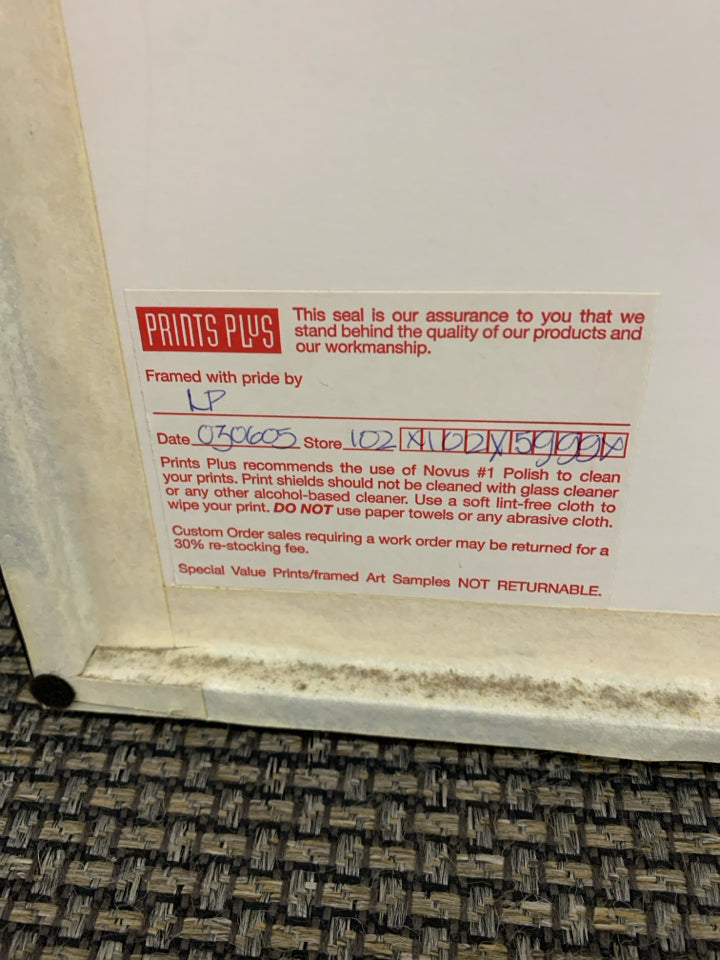 PRINTS PLUS
This seal is our assurance to you that we
stand behind the quality of our products and
our workmanship.
Framed with pride by
LP
Date 030605 Store 102 X102X5999X
Prints Plus recommends the use of Novus #1 Polish to clean
your prints. Print shields should not be cleaned with glass cleaner
or any other alcohol-based cleaner. Use a soft lint-free cloth to
wipe your print. DO NOT use paper towels or any abrasive cloth.
Custom Order sales requiring a work order may be returned for a
30% re-stocking fee.
Special Value Prints/framed Art Samples NOT RETURNABLE.